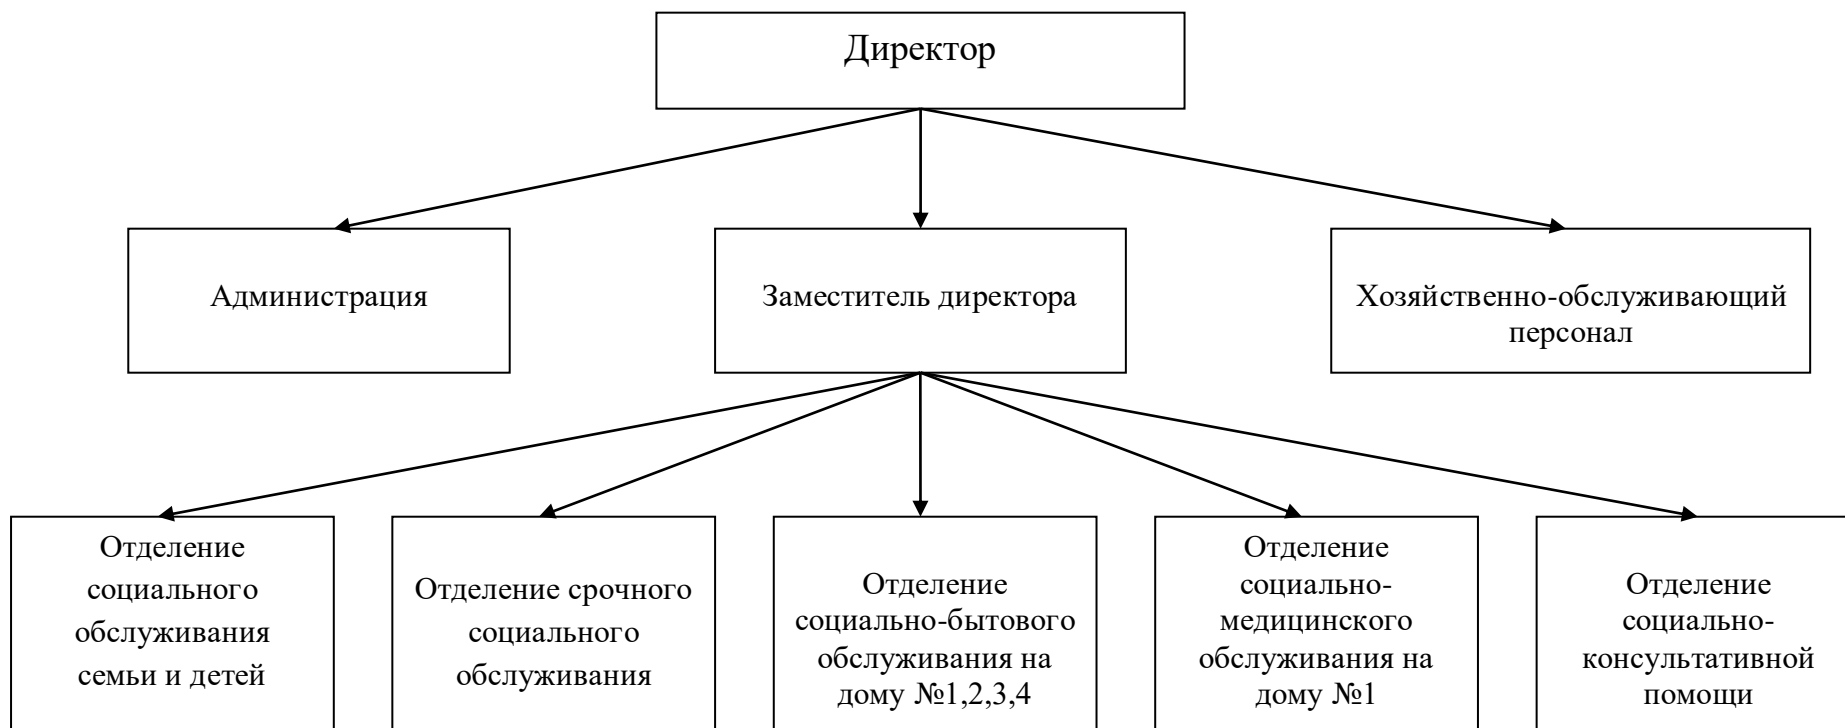 Директор
Администрация
Заместитель директора
Хозяйственно-обслуживающий
персонал
Отделение
социального
обслуживания
семьи и детей
Отделение срочного
социального
обслуживания
Отделение
социально-бытового
обслуживания на
дому №1,2,3,4
Отделение
социально-
медицинского
обслуживания на
дому №1
Отделение
социально-
консультативной
помощи